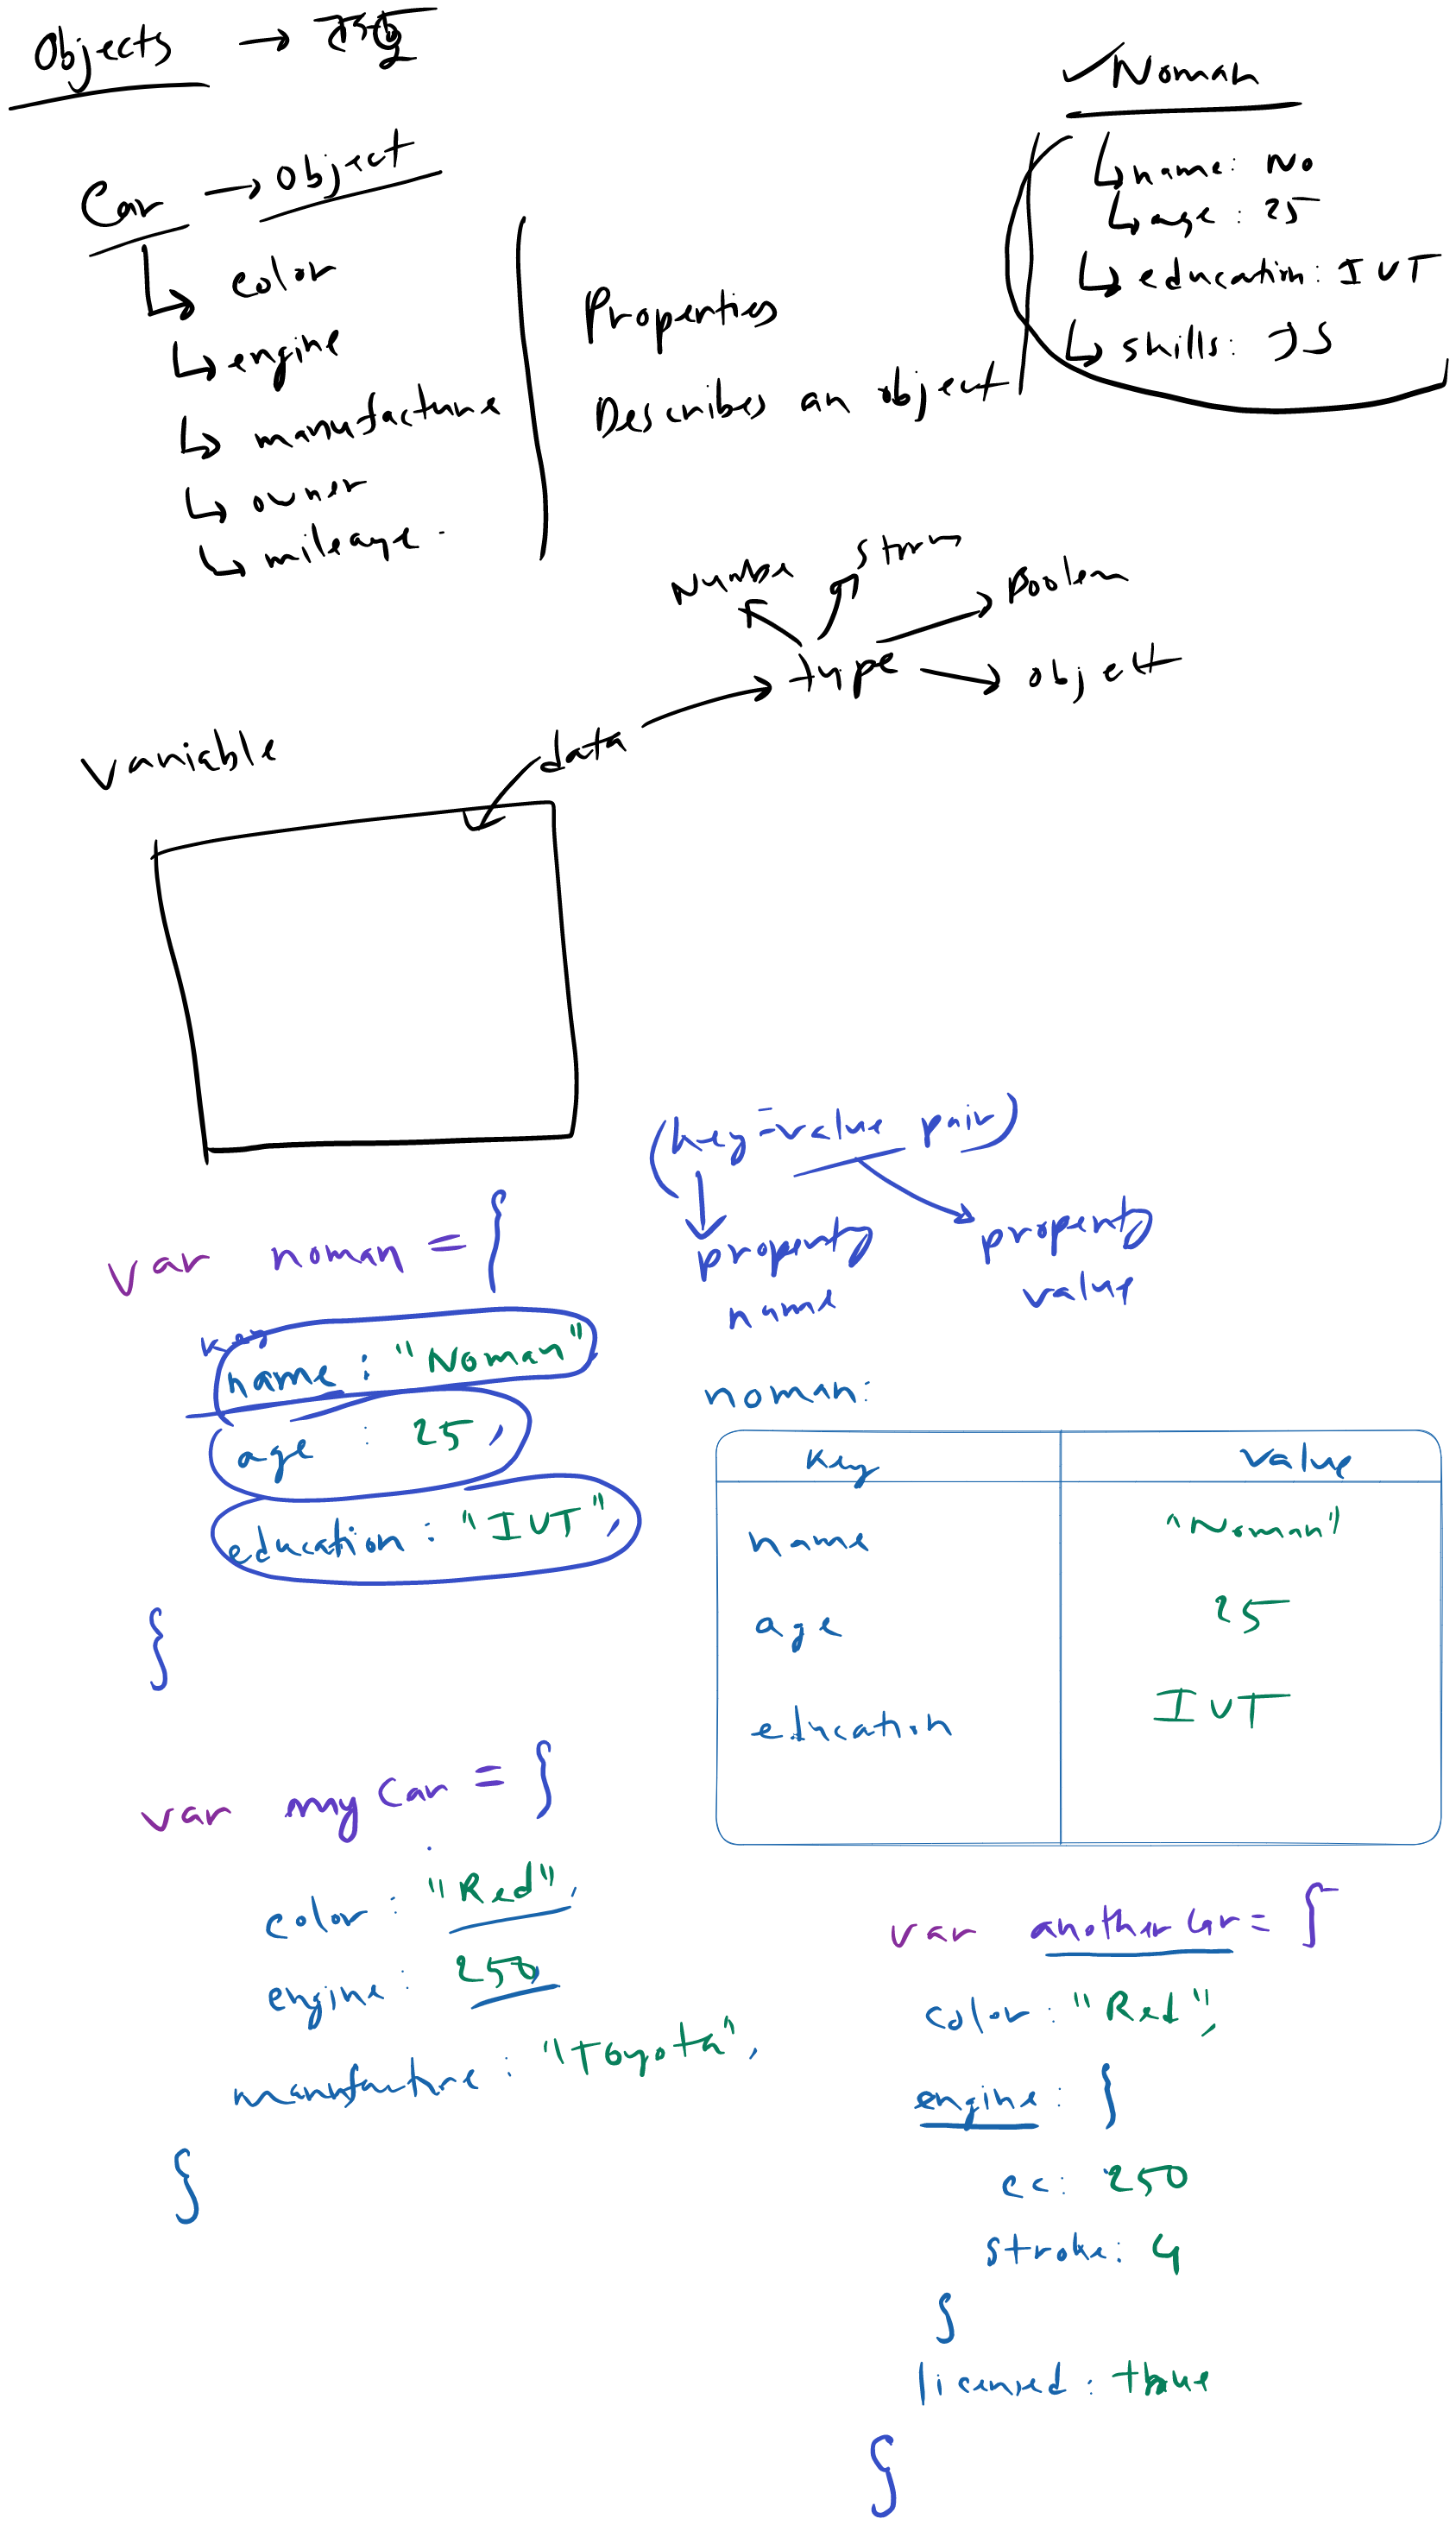 Objects → বস্তু
Car → Object
↳ color
↳ engine
↳ manufacture
↳ owner
↳ mileage.
Properties
Describes an object
Noman
↳ name: No
↳ age: 25
↳ education: IUT
↳ skills: JS
Variable
data
type
Number
Boolean
object
var noman = {
key
name : "Noman"
age : 25,
education : "IUT",
}
(key-value pair)
property
name
property
value
noman:
Key Value
name "Noman"
age 25
education IUT
var mycar = {
color : "Red",
engine : 250,
manufacture : "Toyota",
}
var anothercar = {
color : "Red",
engine : {
cc: 250
stroke: 4
}
licensed : true
}